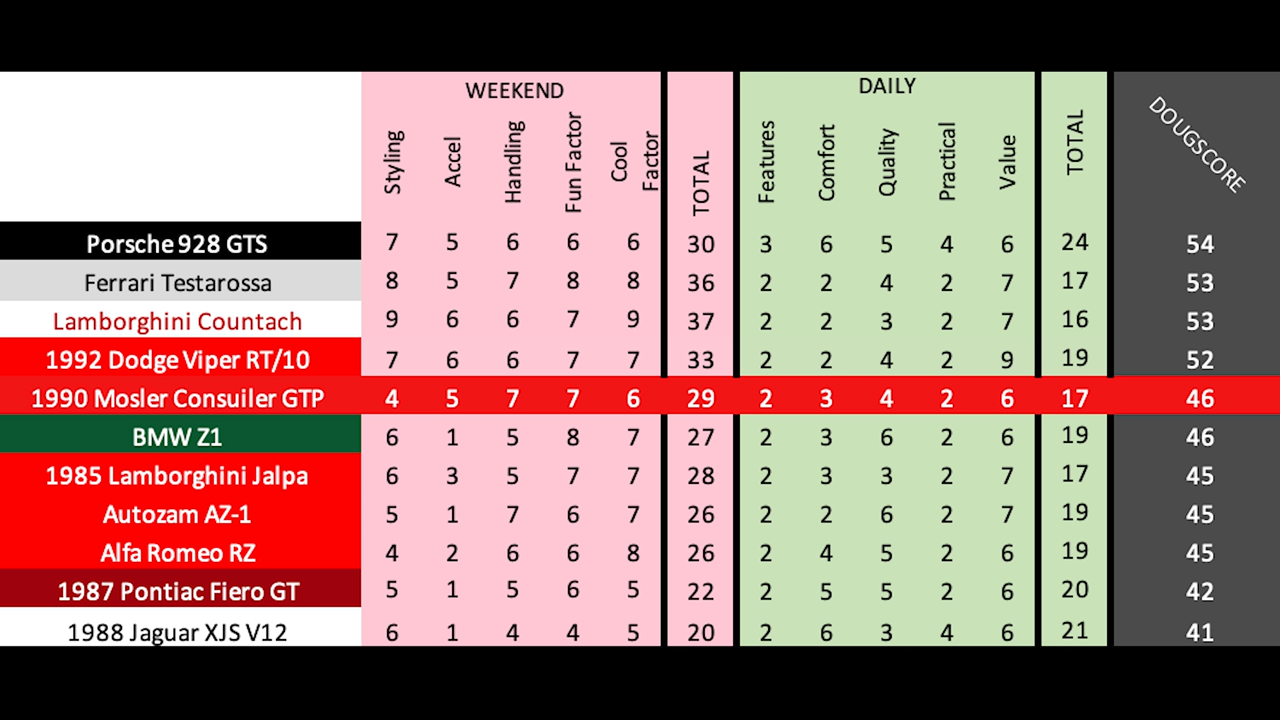 WEEKEND DAILY
Styling Accel Handling Fun Factor Cool Factor TOTAL Features Comfort Quality Practical Value TOTAL DOUGSCORE
Porsche 928 GTS 7 5 6 6 6 30 3 6 5 4 6 24 54
Ferrari Testarossa 8 5 7 8 8 36 2 2 4 2 7 17 53
Lamborghini Countach 9 6 6 7 9 37 2 2 3 2 7 16 53
1992 Dodge Viper RT/10 7 6 6 7 7 33 2 2 4 2 9 19 52
1990 Mosler Consuiler GTP 4 5 7 7 6 29 2 3 4 2 6 17 46
BMW Z1 6 1 5 8 7 27 2 3 6 2 6 19 46
1985 Lamborghini Jalpa 6 3 5 7 7 28 2 3 3 2 7 17 45
Autozam AZ-1 5 1 7 6 7 26 2 2 6 2 7 19 45
Alfa Romeo RZ 4 2 6 6 8 26 2 4 5 2 6 19 45
1987 Pontiac Fiero GT 5 1 5 6 5 22 2 5 5 2 6 20 42
1988 Jaguar XJS V12 6 1 4 4 5 20 2 6 3 4 6 21 41